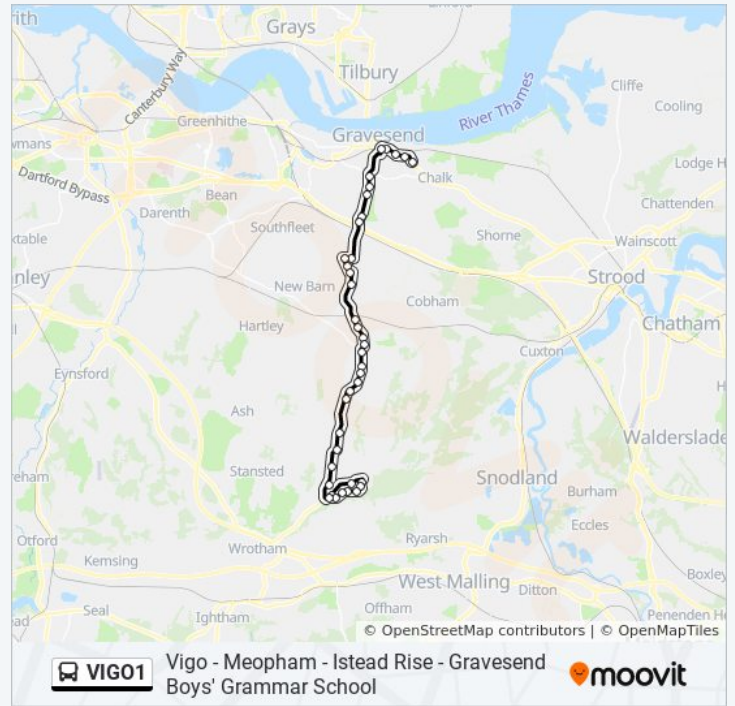 rith
Grays
Tilbury
Canterbury Way
River Thames
Cliffe
Cooling
Greenhithe
Gravesend
wmans
Dartford Bypass
Bean
Chalk
Lodge H
Darenth
Chattenden
Southfleet
Shorne
Wainscott
xtable
nley
New Barn
Strood
Cobham
Hartley
Chatham
Cuxton
Eynsford
H
Ash
Walderslade
Stansted
Snodland
eham
Burham
Eccles
Otford
Wrotham
Ryarsh
Kemsing
Boxley
West Malling
Ditton
Seal
Offham
Ightham
Penenden He
ead
© OpenStreetMap contributors | © OpenMapTiles
VIGO1
Vigo - Meopham - Istead Rise - Gravesend
Boys' Grammar School
moovit